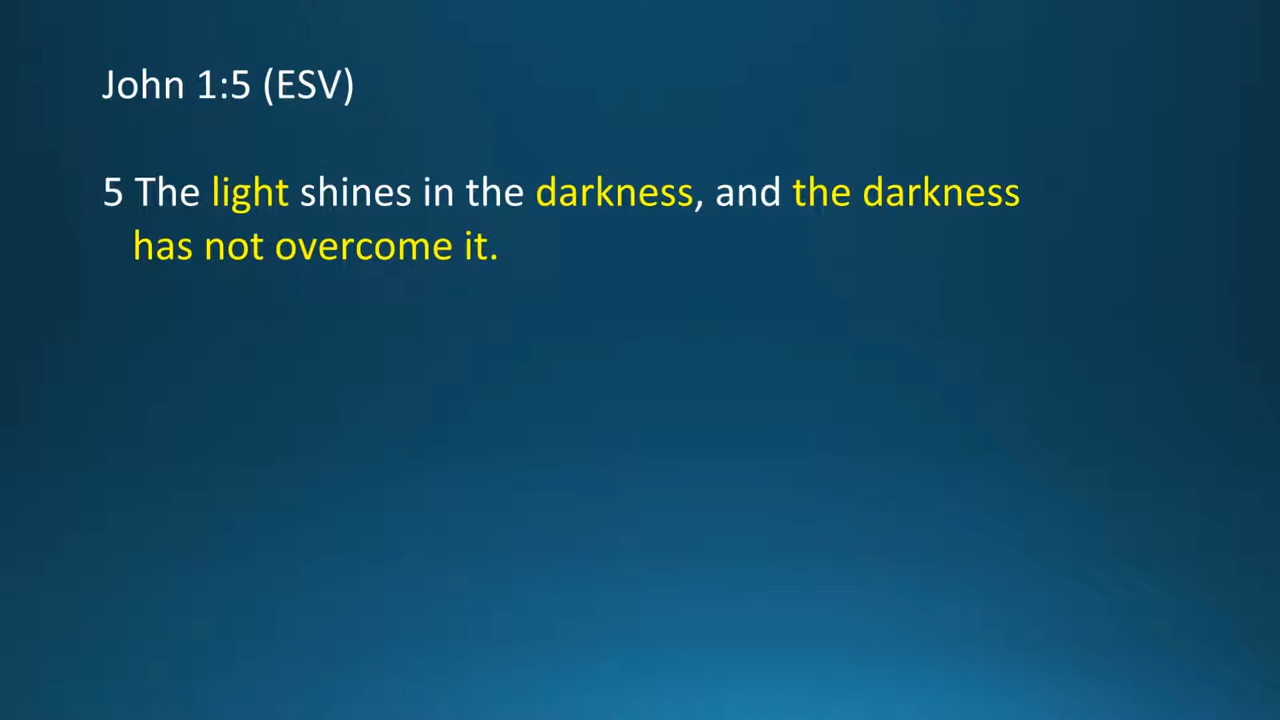 John 1:5 (ESV)
5 The light shines in the darkness, and the darkness
has not overcome it.